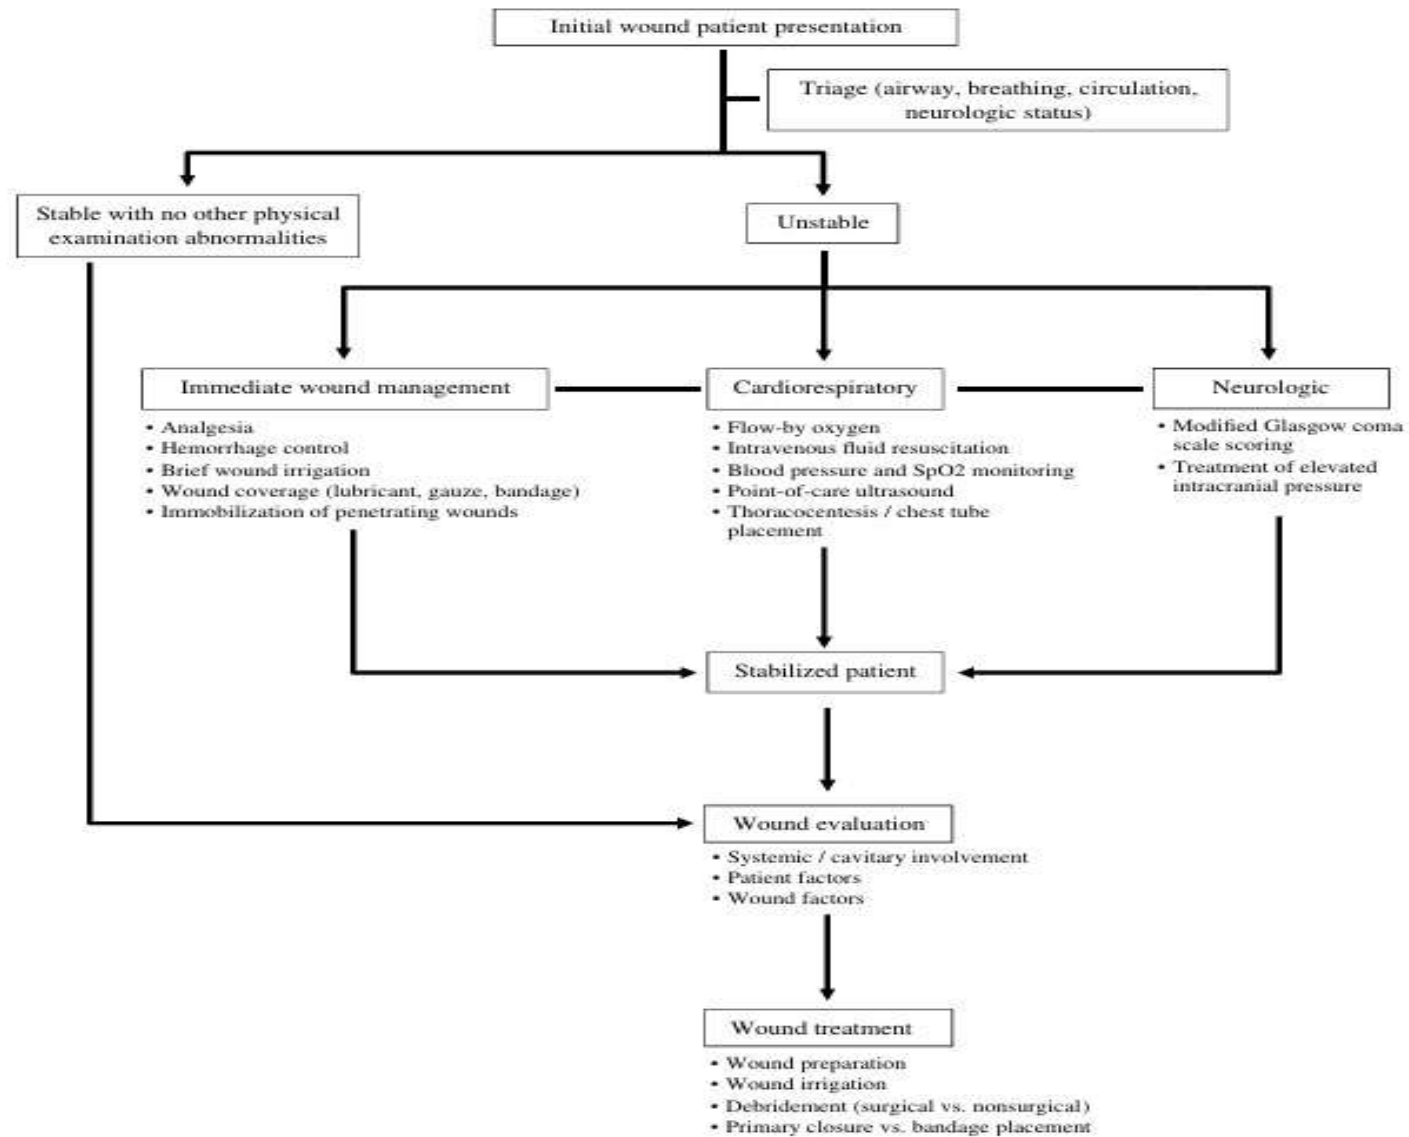 Initial wound patient presentation
Triage (airway, breathing, circulation,
neurologic status)
Stable with no other physical
examination abnormalities
Unstable
Immediate wound management
• Analgesia
• Hemorrhage control
• Brief wound irrigation
• Wound coverage (lubricant, gauze, bandage)
• Immobilization of penetrating wounds
Cardiorespiratory
• Flow-by oxygen
• Intravenous fluid resuscitation
• Blood pressure and SpO2 monitoring
• Point-of-care ultrasound
• Thoracocentesis / chest tube
placement
Neurologic
• Modified Glasgow coma
scale scoring
• Treatment of elevated
intracranial pressure
Stabilized patient
Wound evaluation
• Systemic / cavitary involvement
• Patient factors
• Wound factors
Wound treatment
• Wound preparation
• Wound irrigation
• Debridement (surgical vs. nonsurgical)
• Primary closure vs. bandage placement